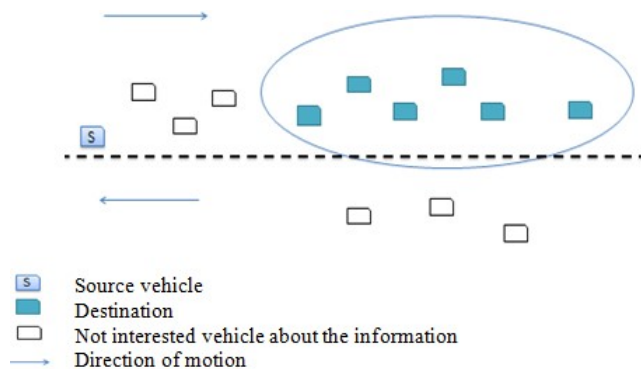 S
S Source vehicle
Destination
Not interested vehicle about the information
Direction of motion